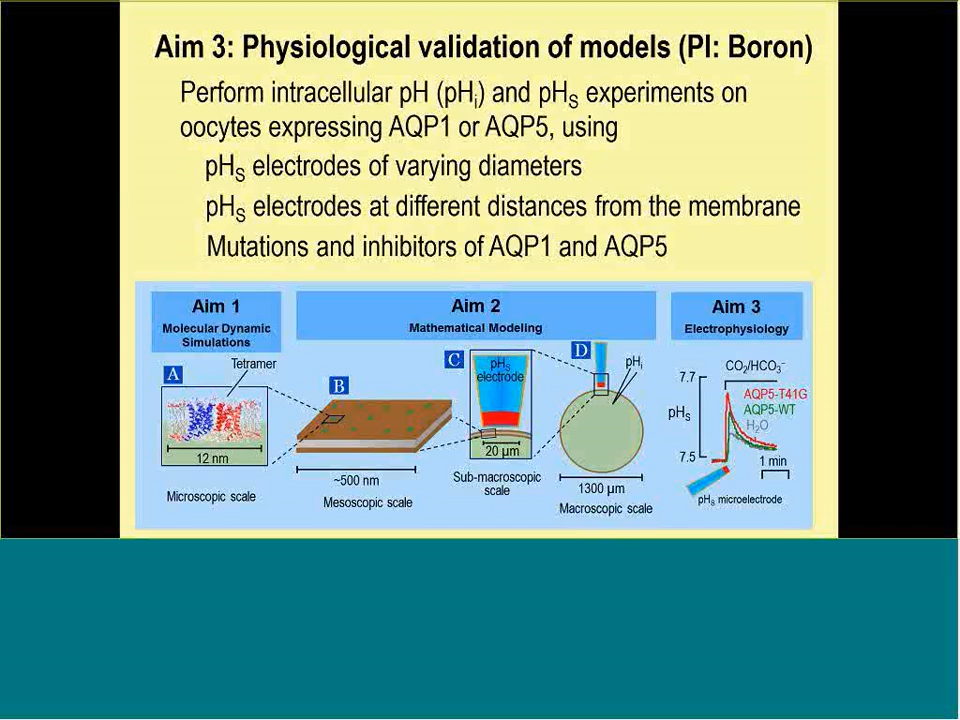 Aim 3: Physiological validation of models (PI: Boron)
Perform intracellular pH (pHi) and pHS experiments on
oocytes expressing AQP1 or AQP5, using
pHS electrodes of varying diameters
pHS electrodes at different distances from the membrane
Mutations and inhibitors of AQP1 and AQP5
Aim 1
Molecular Dynamic
Simulations
Tetramer
A
12 nm
Microscopic scale
Aim 2
Mathematical Modeling
B
~500 nm
Mesoscopic scale
C
pHS
electrode
20 µm
Sub-macroscopic
scale
D
pHi
1300 µm
Macroscopic scale
Aim 3
Electrophysiology
CO2/HCO3−
7.7
pHS
7.5
AQP5-T41G
AQP5-WT
H2O
1 min
pHS microelectrode